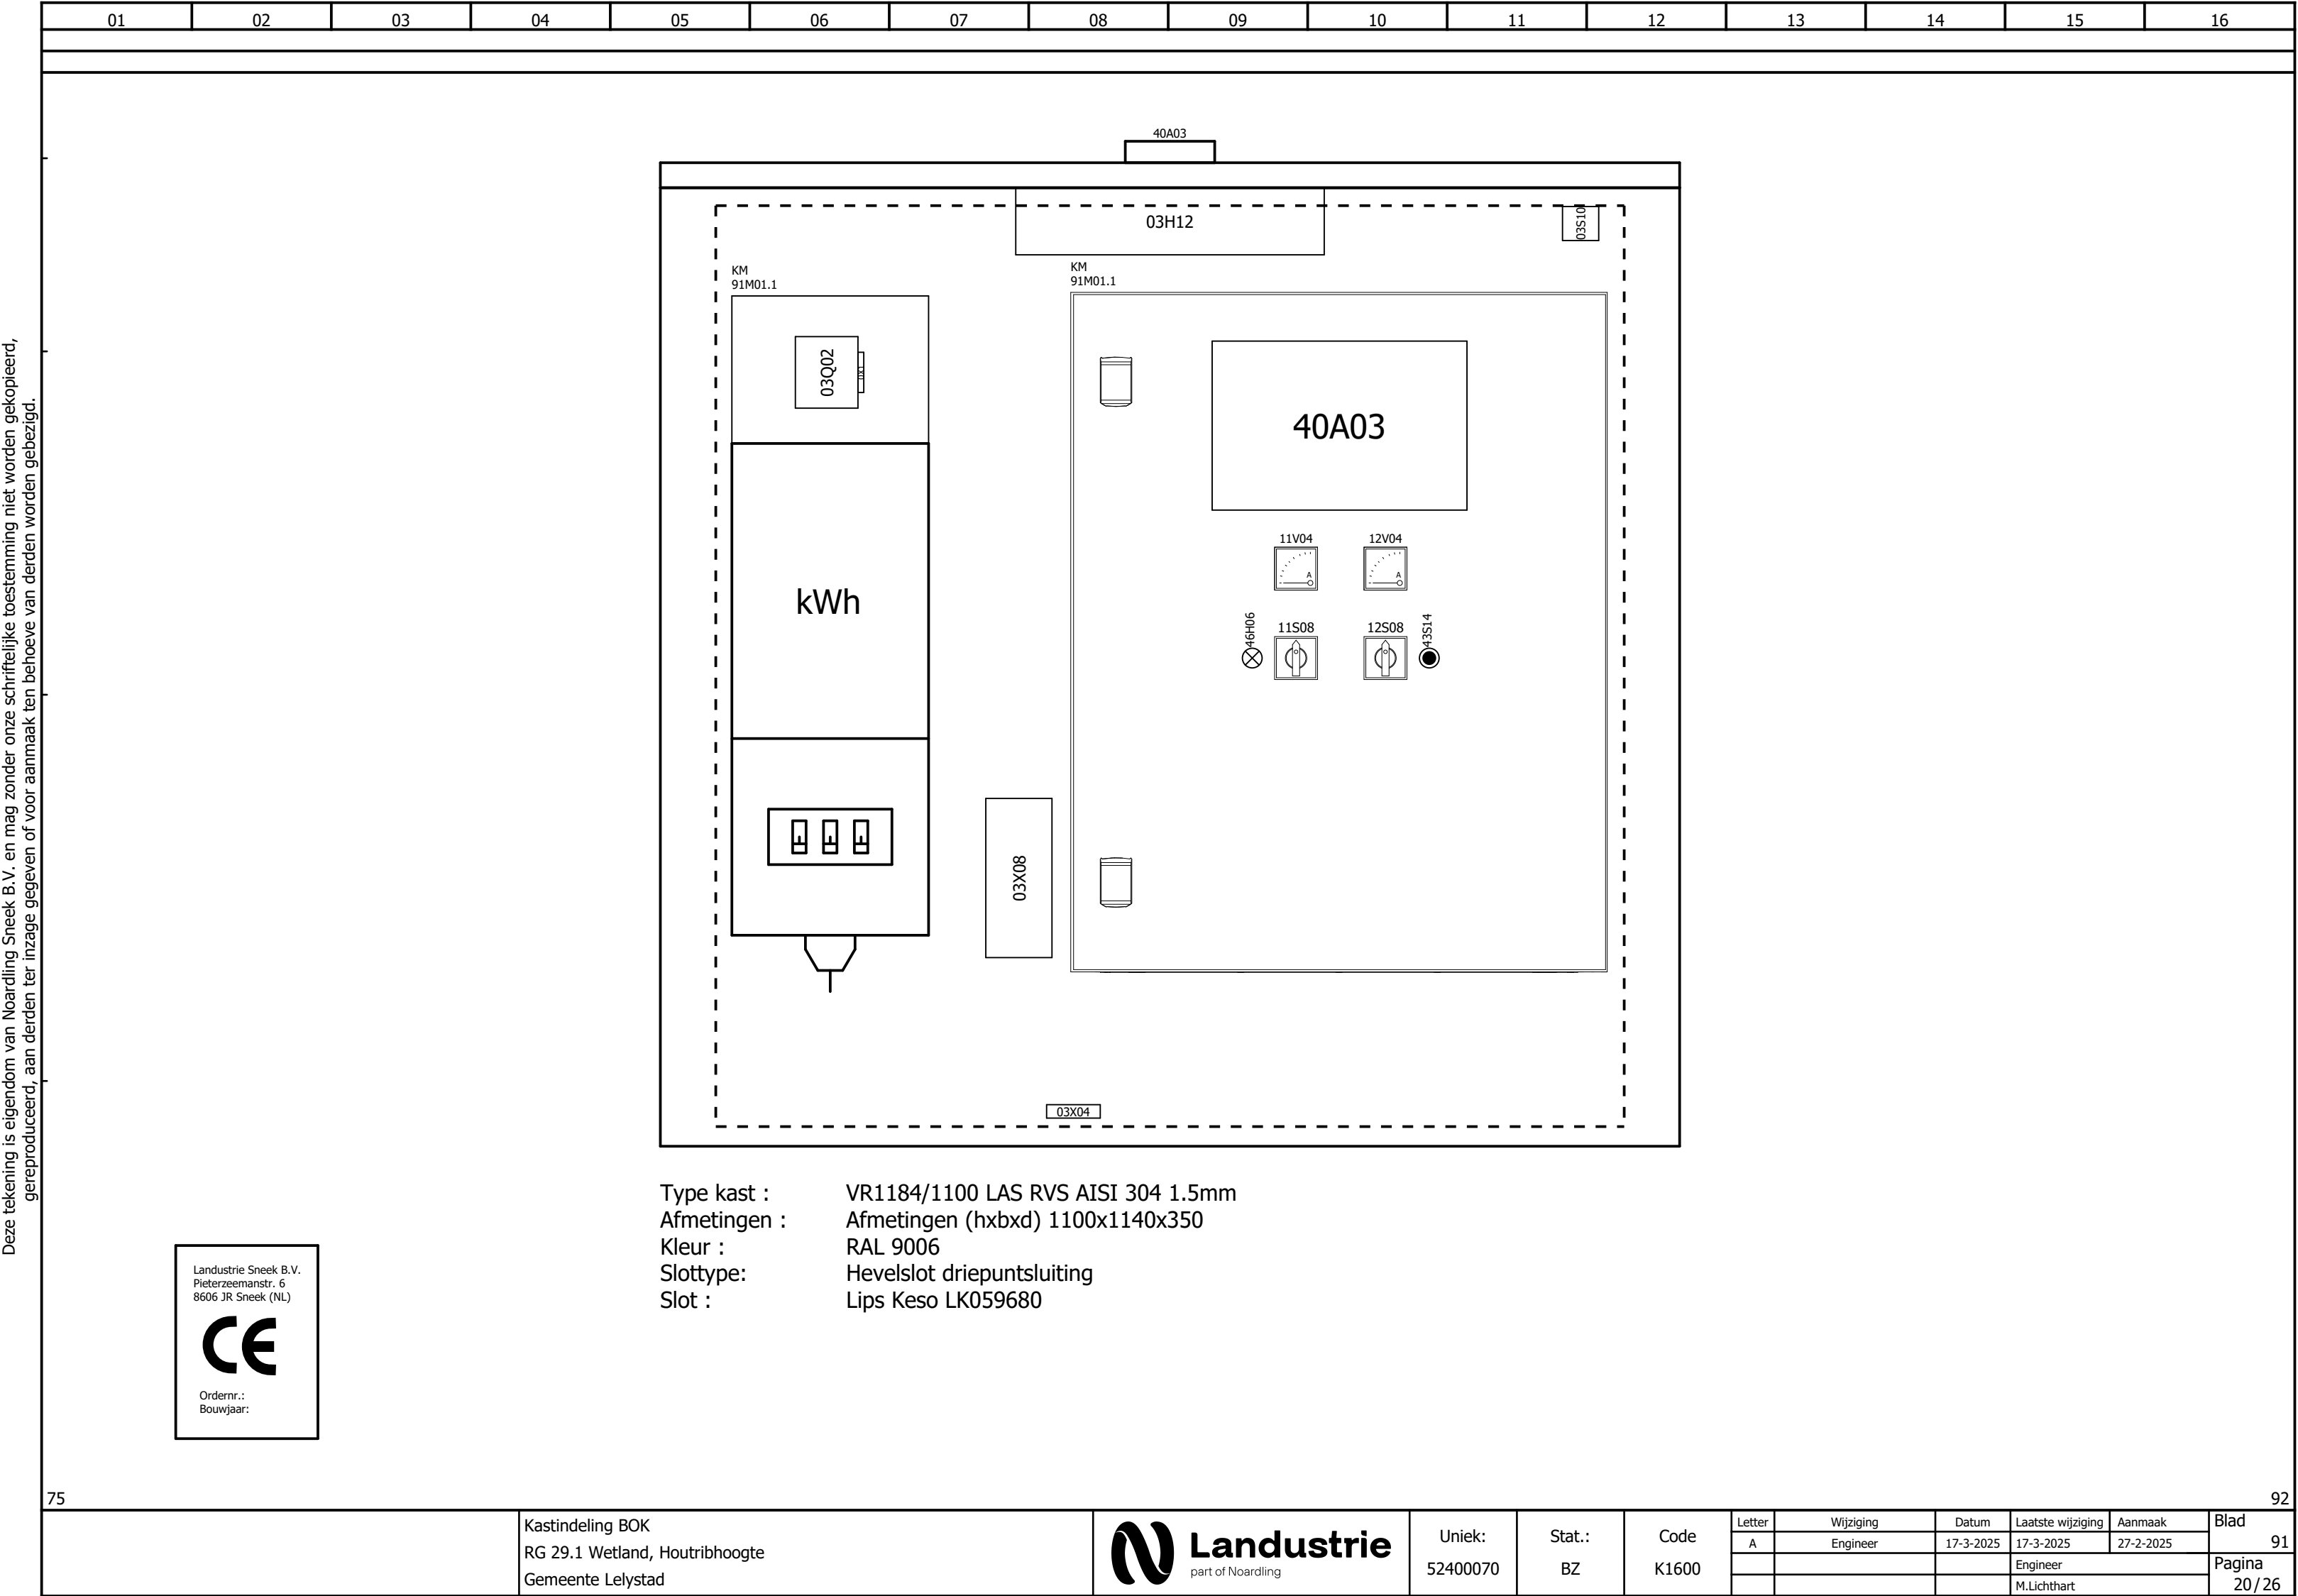 01 02 03 04 05 06 07 08 09 10 11 12 13 14 15 16
40A03
03H12
03S10
KM
91M01.1
KM
91M01.1
03Q02
40A03
11V04 12V04
A A
kWh
46H06
11S08 12S08
43S14
03X08
03X04
Type kast : VR1184/1100 LAS RVS AISI 304 1.5mm
Afmetingen : Afmetingen (hxbxd) 1100x1140x350
Kleur : RAL 9006
Slottype: Hevelslot driepuntsluiting
Slot : Lips Keso LK059680
Deze tekening is eigendom van Noardling Sneek B.V. en mag zonder onze schriftelijke toestemming niet worden gekopieerd,
gereproduceerd, aan derden ter inzage gegeven of voor aanmaak ten behoeve van derden worden gebezigd.
Landustrie Sneek B.V.
Pieterzeemanstr. 6
8606 JR Sneek (NL)
CE
Ordernr.:
Bouwjaar:
75 92
Kastindeling BOK
RG 29.1 Wetland, Houtribhoogte
Gemeente Lelystad
Landustrie
part of Noardling
Uniek:
52400070
Stat.:
BZ
Code
K1600
Letter Wijziging Datum Laatste wijziging Aanmaak
A Engineer 17-3-2025 17-3-2025 27-2-2025
Engineer
M.Lichthart
Blad
91
Pagina
20/26